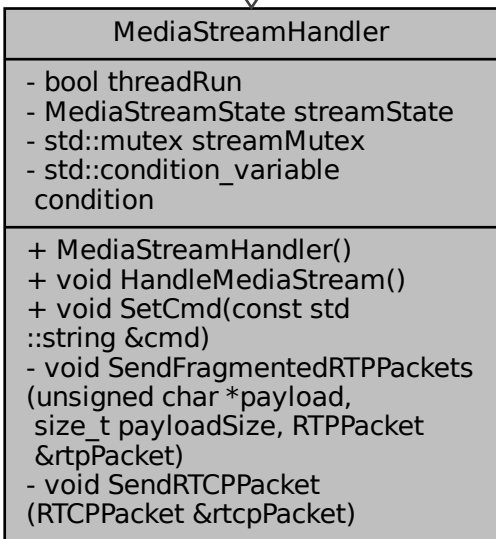 MediaStreamHandler
- bool threadRun
- MediaStreamState streamState
- std::mutex streamMutex
- std::condition_variable
condition
+ MediaStreamHandler()
+ void HandleMediaStream()
+ void SetCmd(const std
::string &cmd)
- void SendFragmentedRTPPackets
(unsigned char *payload,
size_t payloadSize, RTPPacket
&rtpPacket)
- void SendRTCPPacket
(RTCPPacket &rtcpPacket)